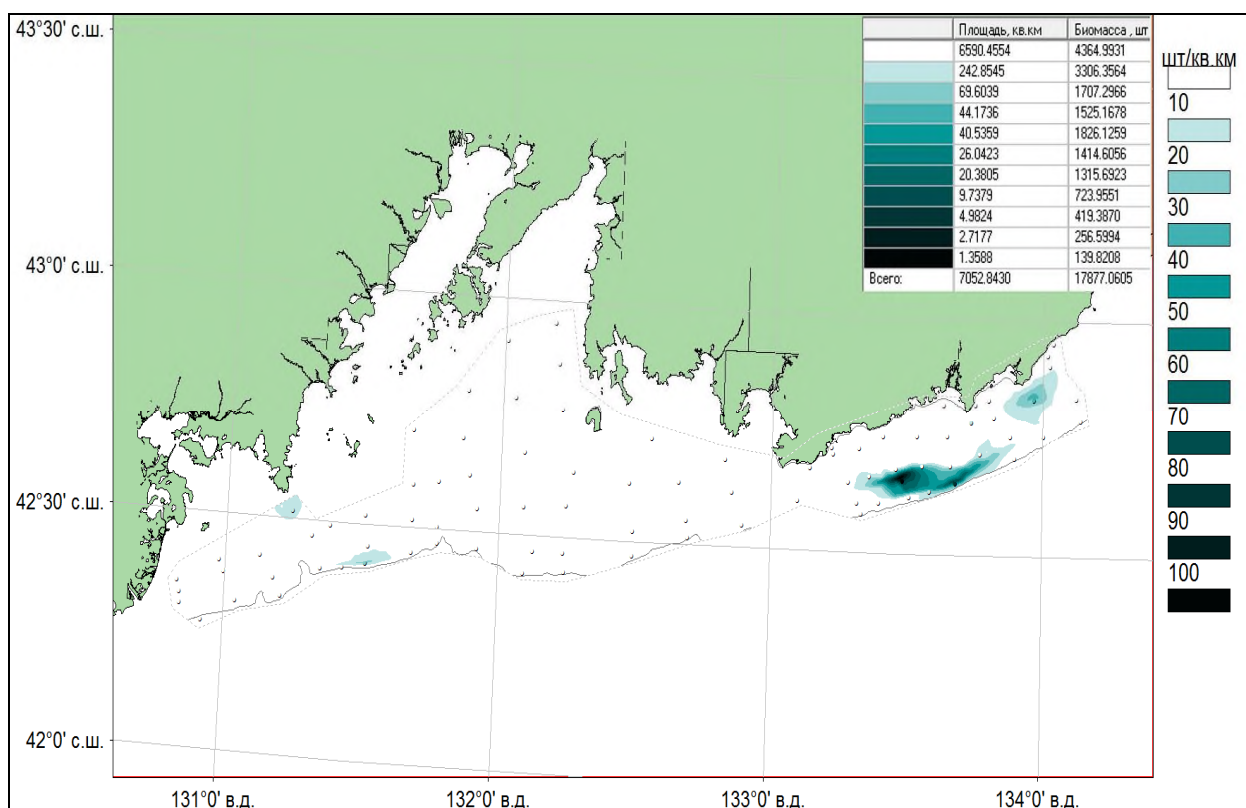 43°30' с.ш.
43°0' с.ш.
42°30' с.ш.
42°0' с.ш.
131°0' в.д.
132°0' в.д.
133°0' в.д.
134°0' в.д.
Площадь, кв.км Биомасса , шт
6590.4554 4364.9931
242.8545 3306.3564
69.6039 1707.2966
44.1736 1525.1678
40.5359 1826.1259
26.0423 1414.6056
20.3805 1315.6923
9.7379 723.9551
4.9824 419.3870
2.7177 256.5994
1.3588 139.8208
Всего: 7052.8430 17877.0605
шт/кв.км
10
20
30
40
50
60
70
80
90
100